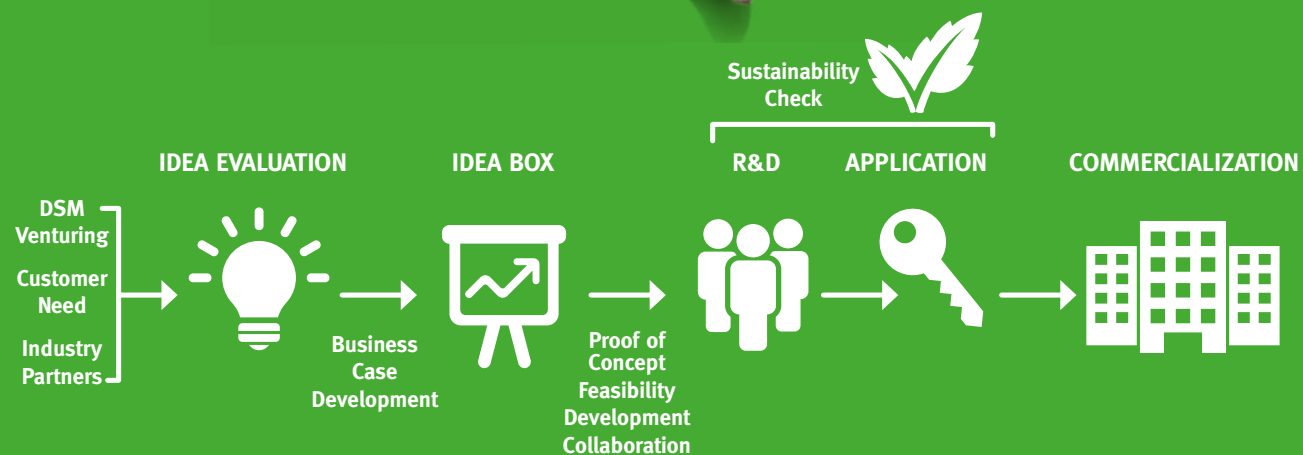 Sustainability
Check
IDEA EVALUATION
IDEA BOX
R&D
APPLICATION
COMMERCIALIZATION
DSM
Venturing
Customer
Need
Industry
Partners
Business
Case
Development
Proof of
Concept
Feasibility
Development
Collaboration